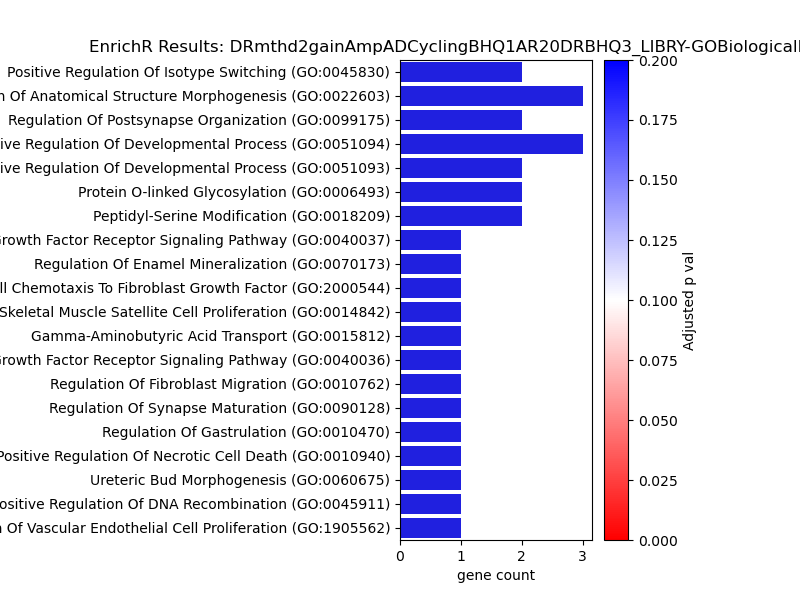 EnrichR Results: DRmthd2gainAmpADCyclingBHQ1AR20DRBHQ3_LIBRY-GOBiologicall
Positive Regulation Of Isotype Switching (GO:0045830)
Of Anatomical Structure Morphogenesis (GO:0022603)
Regulation Of Postsynapse Organization (GO:0099175)
ive Regulation Of Developmental Process (GO:0051094)
ive Regulation Of Developmental Process (GO:0051093)
Protein O-linked Glycosylation (GO:0006493)
Peptidyl-Serine Modification (GO:0018209)
Growth Factor Receptor Signaling Pathway (GO:0040037)
Regulation Of Enamel Mineralization (GO:0070173)
ll Chemotaxis To Fibroblast Growth Factor (GO:2000544)
Skeletal Muscle Satellite Cell Proliferation (GO:0014842)
Gamma-Aminobutyric Acid Transport (GO:0015812)
Growth Factor Receptor Signaling Pathway (GO:0040036)
Regulation Of Fibroblast Migration (GO:0010762)
Regulation Of Synapse Maturation (GO:0090128)
Regulation Of Gastrulation (GO:0010470)
Positive Regulation Of Necrotic Cell Death (GO:0010940)
Ureteric Bud Morphogenesis (GO:0060675)
ositive Regulation Of DNA Recombination (GO:0045911)
Of Vascular Endothelial Cell Proliferation (GO:1905562)
0 1 2 3
gene count
0.200
0.175
0.150
0.125
0.100
0.075
0.050
0.025
0.000
Adjusted p val